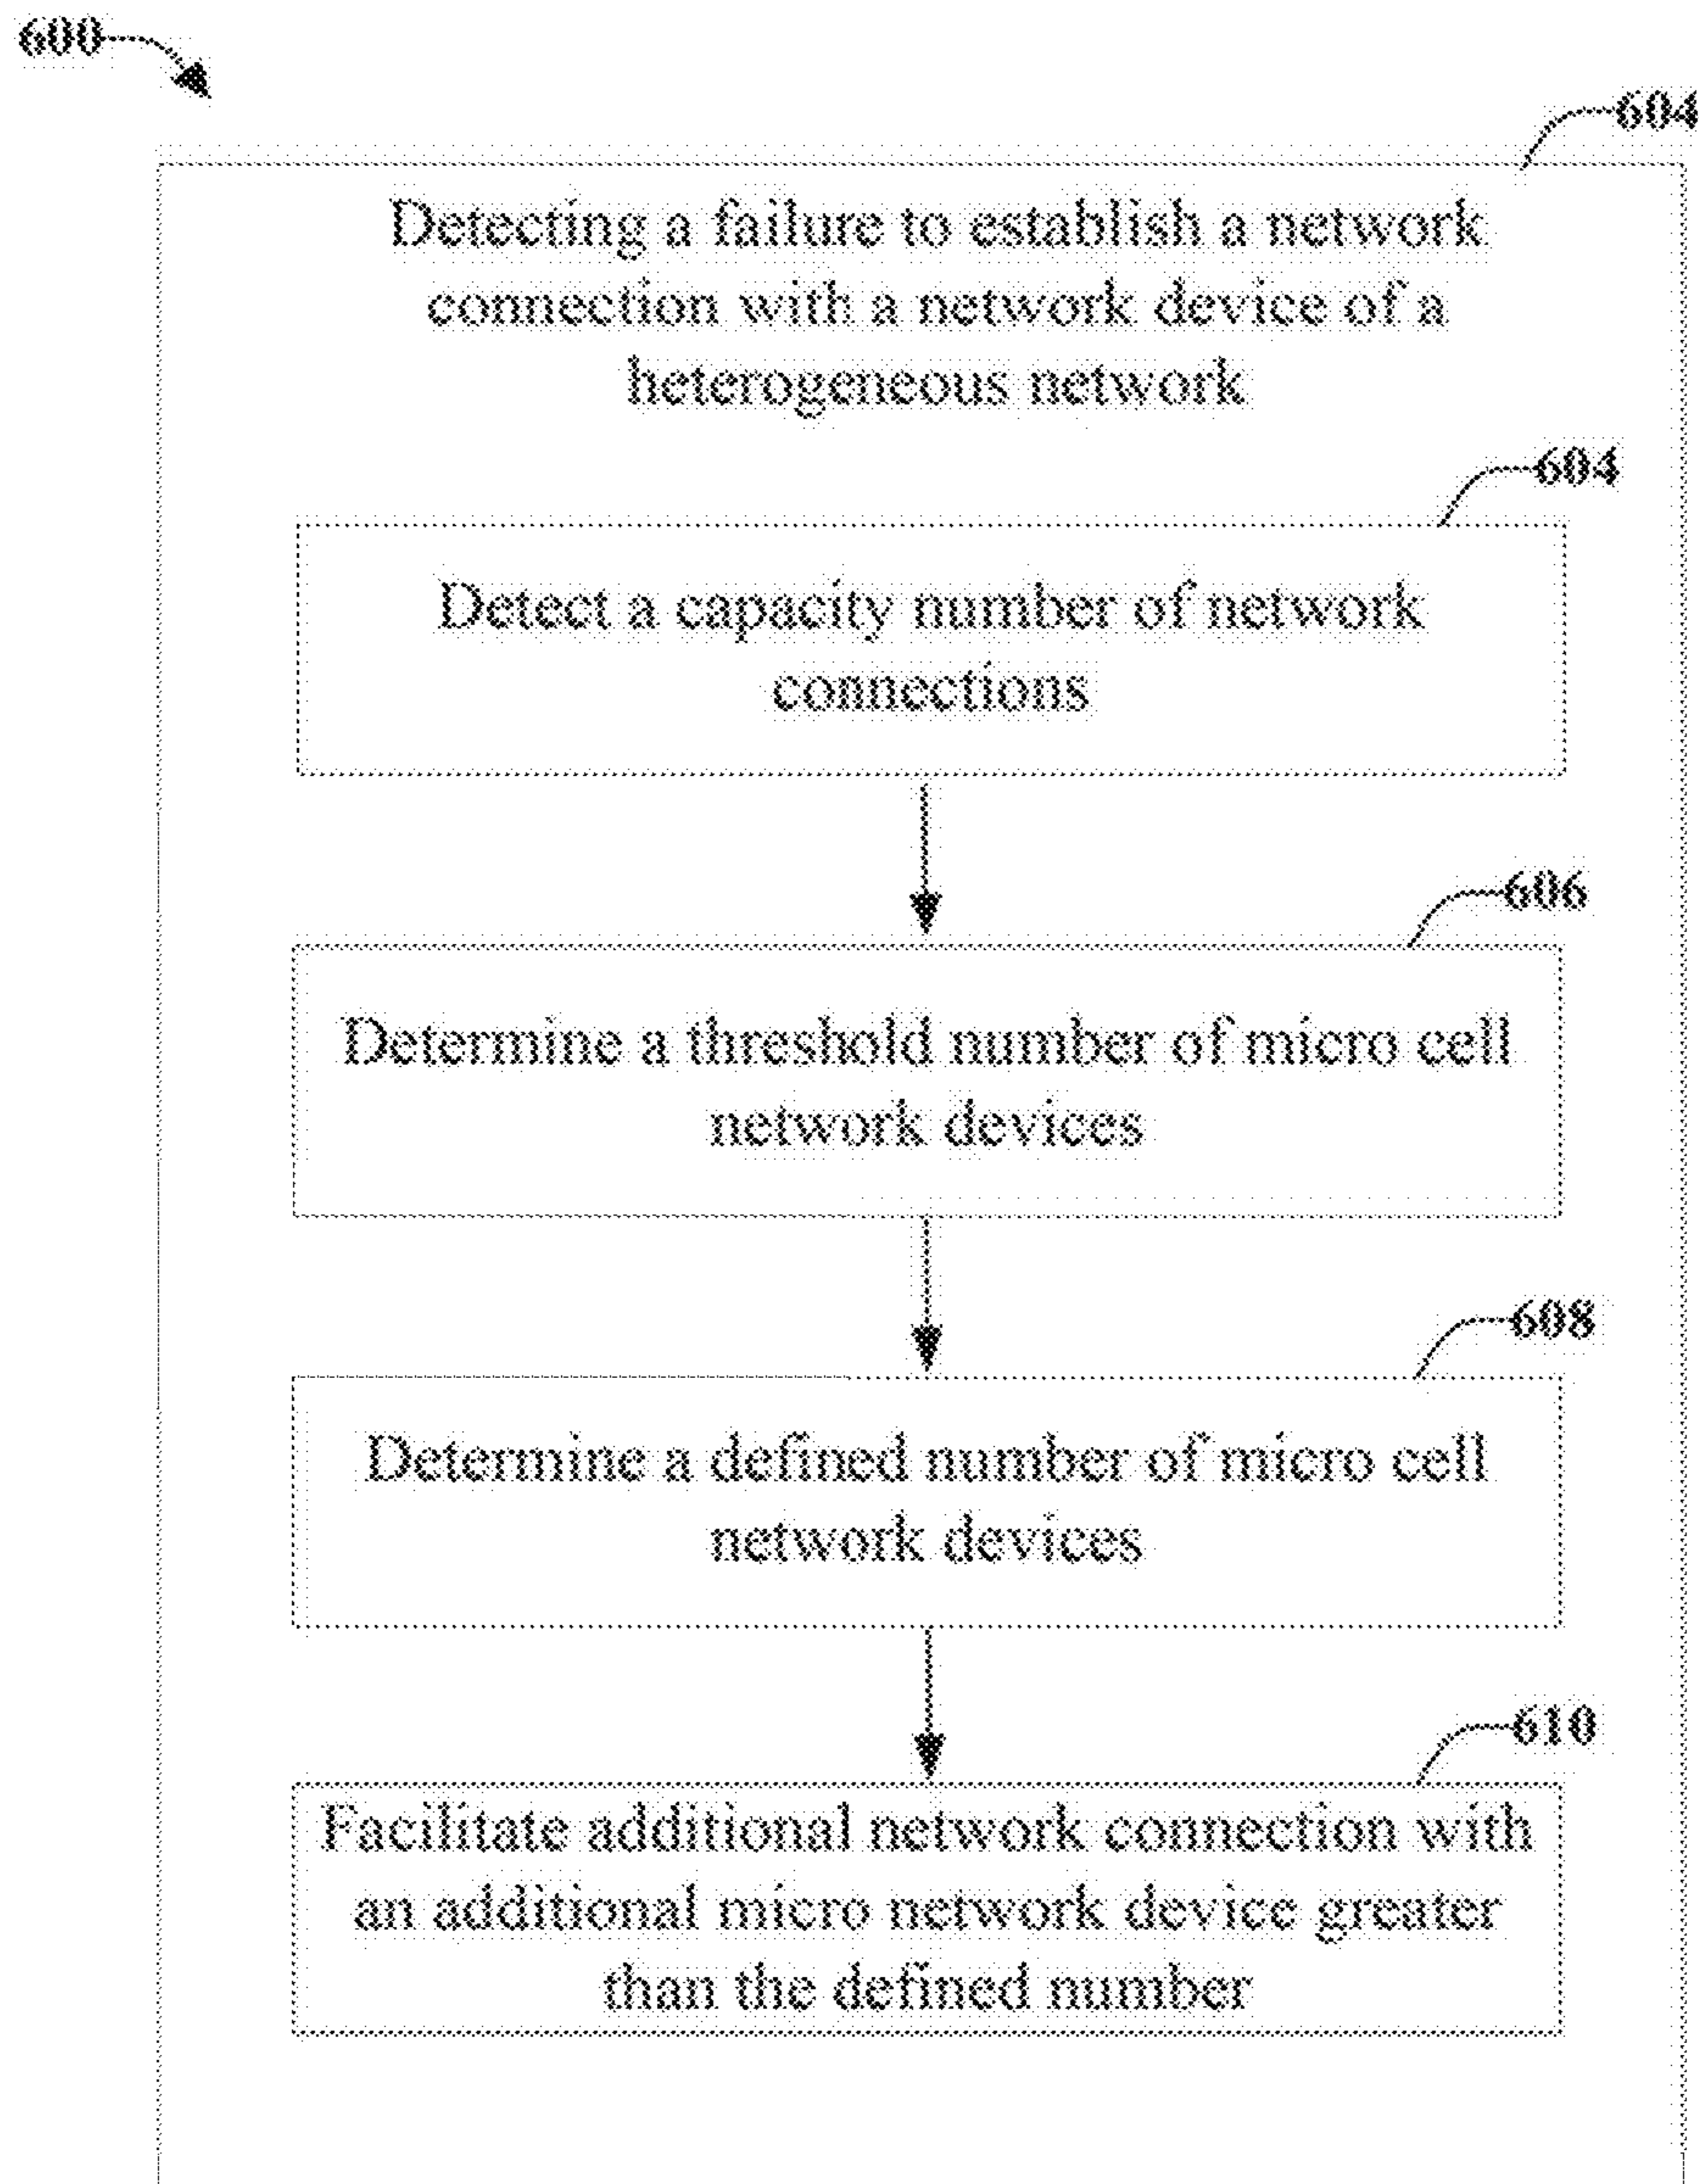 600
604
Detecting a failure to establish a network
connection with a network device of a
heterogeneous network
604
Detect a capacity number of network
connections
606
Determine a threshold number of micro cell
network devices
608
Determine a defined number of micro cell
network devices
610
Facilitate additional network connection with
an additional micro network device greater
than the defined number